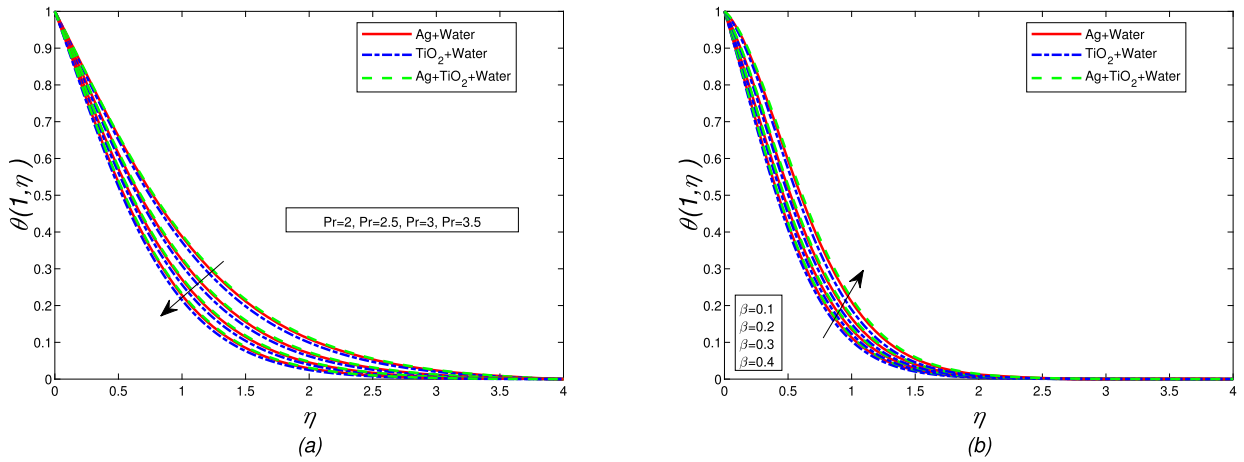 1
0.9
0.8
0.7
0.6
0.5
0.4
0.3
0.2
0.1
0
θ(1,η)
Ag+Water
TiO2+Water
Ag+TiO2+Water
Pr=2, Pr=2.5, Pr=3, Pr=3.5
0 0.5 1 1.5 2 2.5 3 3.5 4
η
(a)
1
0.9
0.8
0.7
0.6
0.5
0.4
0.3
0.2
0.1
0
θ(1,η)
Ag+Water
TiO2+Water
Ag+TiO2+Water
β=0.1
β=0.2
β=0.3
β=0.4
0 0.5 1 1.5 2 2.5 3 3.5 4
η
(b)